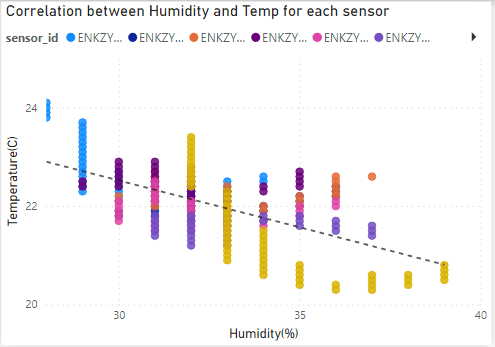 Correlation between Humidity and Temp for each sensor
sensor_id ENKZY... ENKZY... ENKZY... ENKZY... ENKZY... ENKZY...
Temperature(C)
24
22
20
30 35 40
Humidity(%)